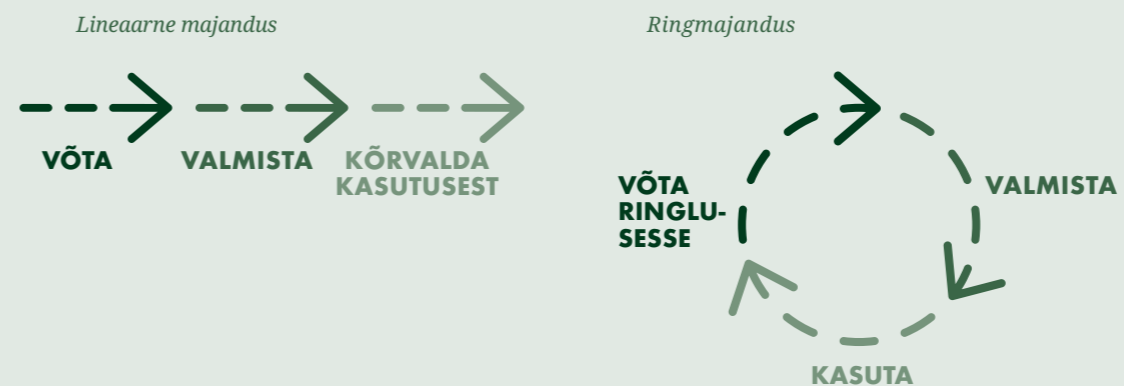 Lineaarne majandus
VÕTA
VALMISTA
KÕRVALDA
KASUTUSEST
Ringmajandus
VÕTA
RINGLU-
SESSE
VALMISTA
KASUTA